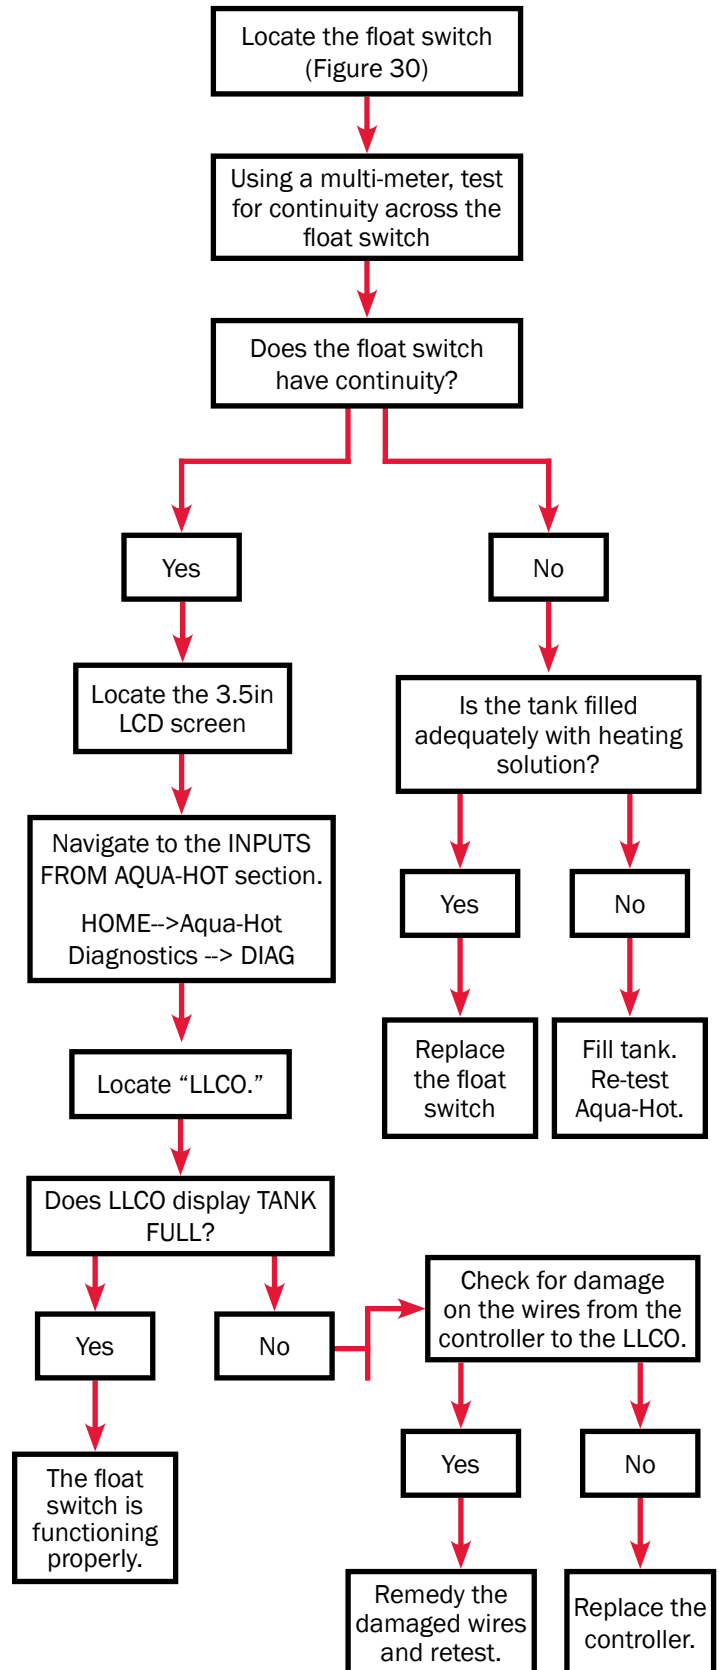 Locate the float switch
(Figure 30)
Using a multi-meter, test
for continuity across the
float switch
Does the float switch
have continuity?
Yes
No
Locate the 3.5in
LCD screen
Is the tank filled
adequately with heating
solution?
Navigate to the INPUTS
FROM AQUA-HOT section.
HOME-->Aqua-Hot
Diagnostics --> DIAG
Yes
No
Replace
the float
switch
Fill tank.
Re-test
Aqua-Hot.
Locate “LLCO.”
Does LLCO display TANK
FULL?
Yes
No
Check for damage
on the wires from the
controller to the LLCO.
Yes
No
The float
switch is
functioning
properly.
Remedy the
damaged wires
and retest.
Replace the
controller.